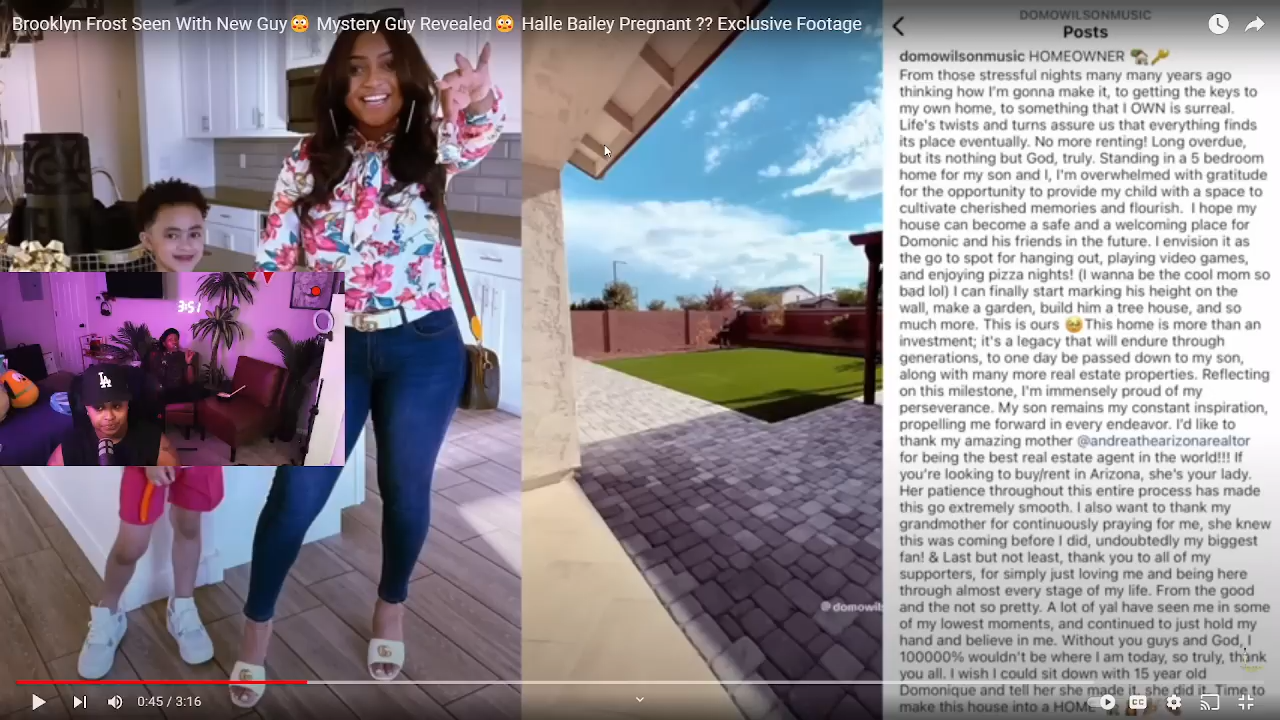 Brooklyn Frost Seen With New Guy😳 Mystery Guy Revealed😳 Halle Bailey Pregnant ?? Exclusive Footage
3:57
LA
DOMOWILSONMUSIC
Posts
domowilsonmusic HOMEOWNER 🏡🔑
From those stressful nights many many years ago
thinking how I'm gonna make it, to getting the keys to
my own home, to something that I OWN is surreal.
Life's twists and turns assure us that everything finds
its place eventually. No more renting! Long overdue,
but its nothing but God, truly. Standing in a 5 bedroom
home for my son and I, I'm overwhelmed with gratitude
for the opportunity to provide my child with a space to
cultivate cherished memories and flourish. I hope my
house can become a safe and a welcoming place for
Domonic and his friends in the future. I envision it as
the go to spot for hanging out, playing video games,
and enjoying pizza nights! (I wanna be the cool mom so
bad lol) I can finally start marking his height on the
wall, make a garden, build him a tree house, and so
much more. This is ours 🥹This home is more than an
investment; it's a legacy that will endure through
generations, to one day be passed down to my son,
along with many more real estate properties. Reflecting
on this milestone, I'm immensely proud of my
perseverance. My son remains my constant inspiration,
propelling me forward in every endeavor. I'd like to
thank my amazing mother @andreathearizonarealtor
for being the best real estate agent in the world!!! If
you're looking to buy/rent in Arizona, she's your lady.
Her patience throughout this entire process has made
this go extremely smooth. I also want to thank my
grandmother for continuously praying for me, she knew
this was coming before I did, undoubtedly my biggest
fan! & Last but not least, thank you to all of my
supporters, for simply just loving me and being here
through almost every stage of my life. From the good
and the not so pretty. A lot of yal have seen me in some
of my lowest moments, and continued to just hold my
hand and believe in me. Without you guys and God, I
100000% wouldn't be where I am today, so truly, thank
you all. I wish I could sit down with 15 year old
Domonique and tell her she made it, she did it. Time to
make this house into a HOME
@domowils
0:45 / 3:16
CC